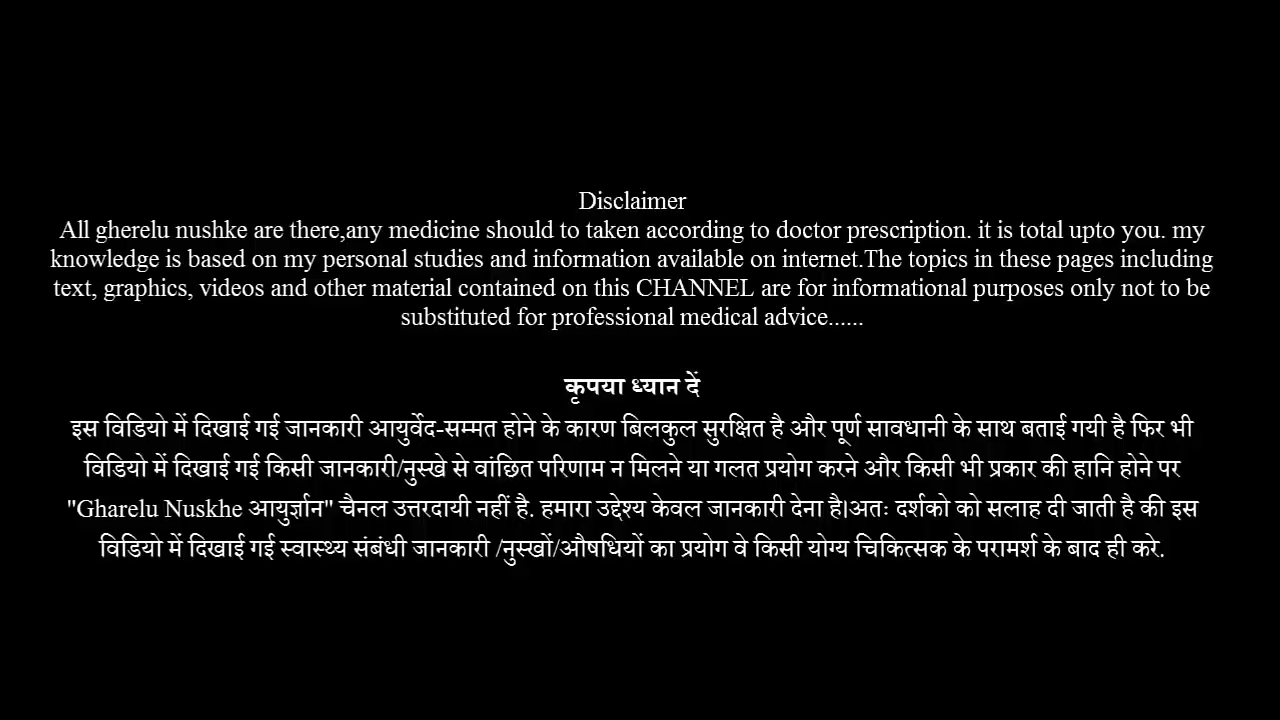 Disclaimer
All gherelu nushke are there,any medicine should to taken according to doctor prescription. it is total upto you. my
knowledge is based on my personal studies and information available on internet.The topics in these pages including
text, graphics, videos and other material contained on this CHANNEL are for informational purposes only not to be
substituted for professional medical advice......
कृपया ध्यान दें
इस विडियो में दिखाई गई जानकारी आयुर्वेद-सम्मत होने के कारण बिलकुल सुरक्षित है और पूर्ण सावधानी के साथ बताई गयी है फिर भी
विडियो में दिखाई गई किसी जानकारी/नुस्खे से वांछित परिणाम न मिलने या गलत प्रयोग करने और किसी भी प्रकार की हानि होने पर
"Gharelu Nuskhe आयुर्ज्ञान" चैनल उत्तरदायी नहीं है. हमारा उद्देश्य केवल जानकारी देना है।अतः दर्शको को सलाह दी जाती है की इस
विडियो में दिखाई गई स्वास्थ्य संबंधी जानकारी /नुस्खों/औषधियों का प्रयोग वे किसी योग्य चिकित्सक के परामर्श के बाद ही करे.